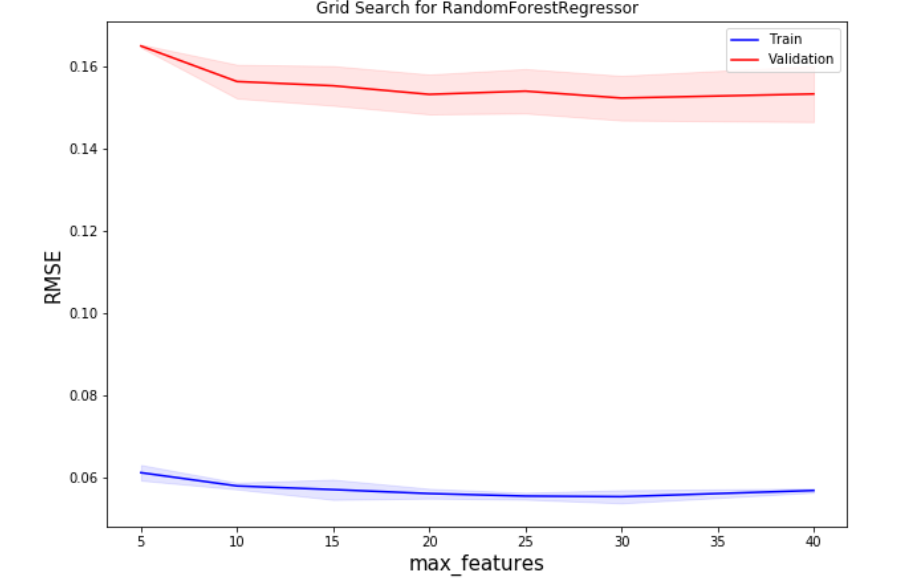 Grid Search for RandomForestRegressor
Train
Validation
0.16
0.14
0.12
0.10
0.08
0.06
RMSE
5 10 15 20 25 30 35 40
max_features